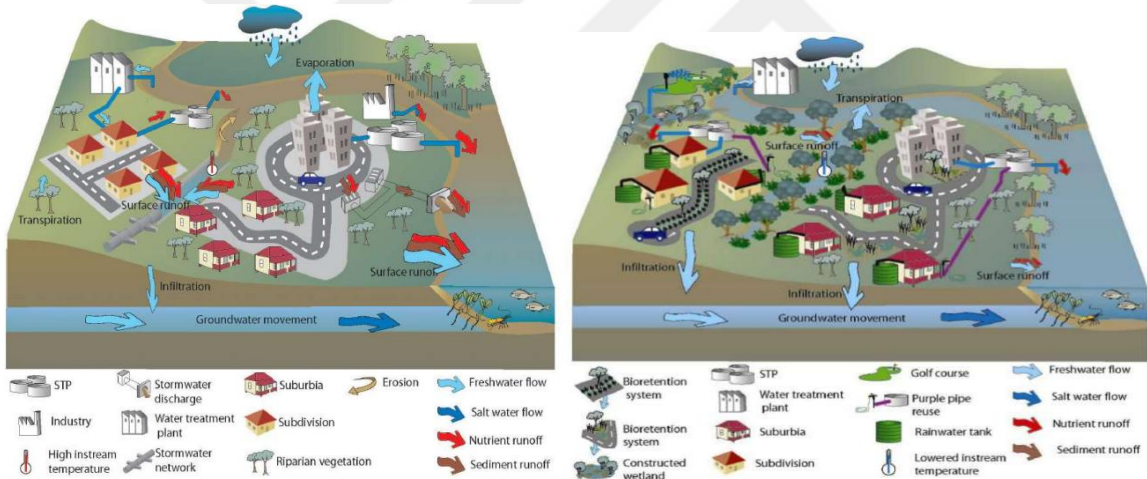 Evaporation
Transpiration
Surface runoff
Surface runof
Infiltration
Groundwater movement
STP
Stormwater
discharge
Suburbia
Erosion
Freshwater flow
Industry
Water treatment
plant
Subdivision
Salt water flow
Nutrient runoff
High instream
temperature
Stormwater
network
Riparian vegetation
Sediment runoff
Transpiration
Surface runoff
Infiltration
Infiltration
Surface runoff
Groundwater movement
Bioretention
system
STP
Golf course
Freshwater flow
Water treatment
plant
Purple pipe
reuse
Salt water flow
Bioretention
system
Suburbia
Rainwater tank
Nutrient runoff
Constructed
wetland
Subdivision
Lowered instream
temperature
Sediment runoff